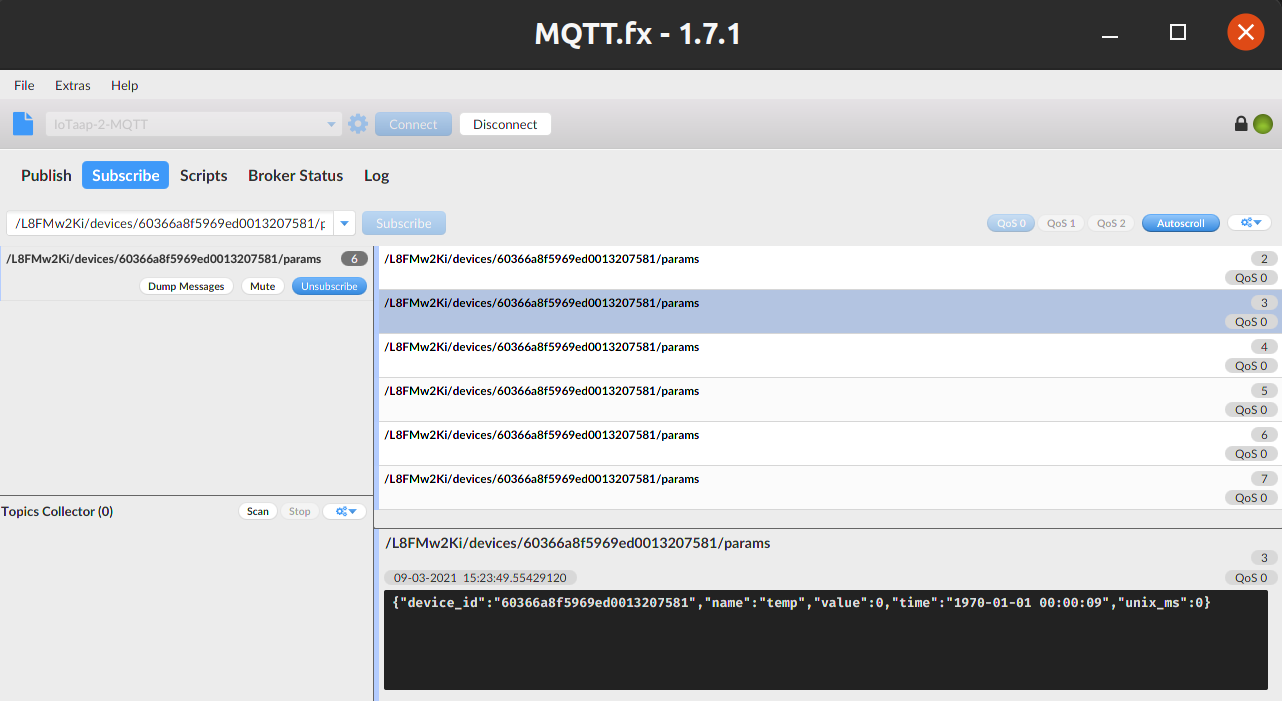 MQTT.fx - 1.7.1
File Extras Help
IoTaap-2-MQTT Connect Disconnect
Publish Subscribe Scripts Broker Status Log
/L8FMw2Ki/devices/60366a8f5969ed0013207581/p Subscribe QoS 0 QoS 1 QoS 2 Autoscroll
/L8FMw2Ki/devices/60366a8f5969ed0013207581/params 6
Dump Messages Mute Unsubscribe
/L8FMw2Ki/devices/60366a8f5969ed0013207581/params 2
QoS 0
/L8FMw2Ki/devices/60366a8f5969ed0013207581/params 3
QoS 0
/L8FMw2Ki/devices/60366a8f5969ed0013207581/params 4
QoS 0
/L8FMw2Ki/devices/60366a8f5969ed0013207581/params 5
QoS 0
/L8FMw2Ki/devices/60366a8f5969ed0013207581/params 6
QoS 0
/L8FMw2Ki/devices/60366a8f5969ed0013207581/params 7
QoS 0
Topics Collector (0) Scan Stop
/L8FMw2Ki/devices/60366a8f5969ed0013207581/params
3
09-03-2021 15:23:49.55429120 QoS 0
{"device_id":"60366a8f5969ed0013207581","name":"temp","value":0,"time":"1970-01-01 00:00:09","unix_ms":0}